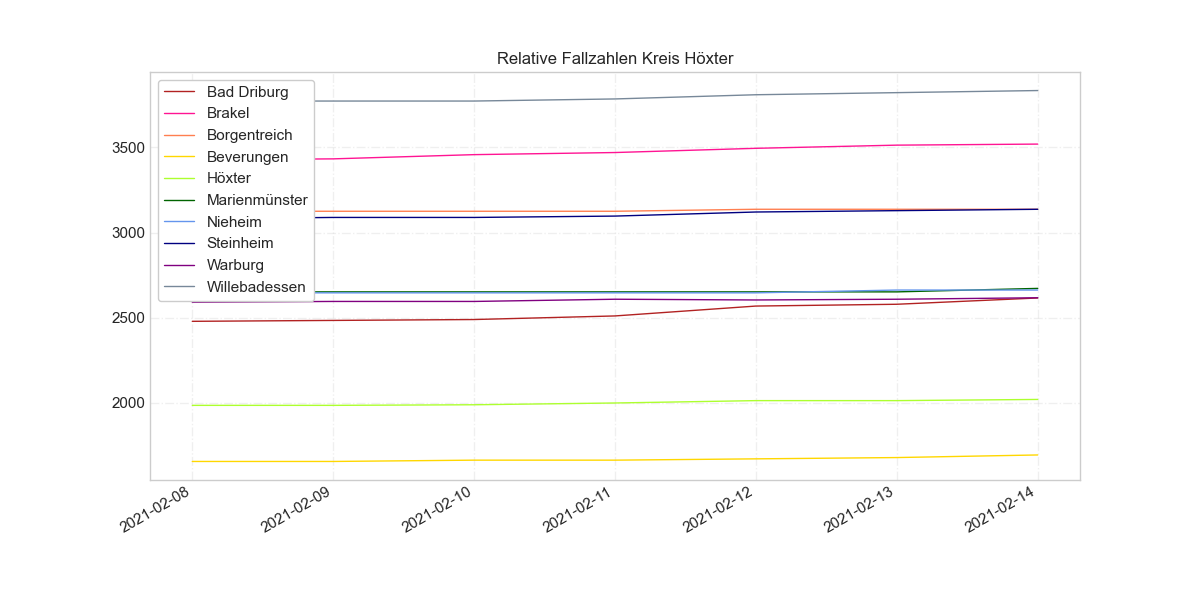 Relative Fallzahlen Kreis Höxter
Bad Driburg
Brakel
Borgentreich
Beverungen
Höxter
Marienmünster
Nieheim
Steinheim
Warburg
Willebadessen
3500
3000
2500
2000
2021-02-08
2021-02-09
2021-02-10
2021-02-11
2021-02-12
2021-02-13
2021-02-14